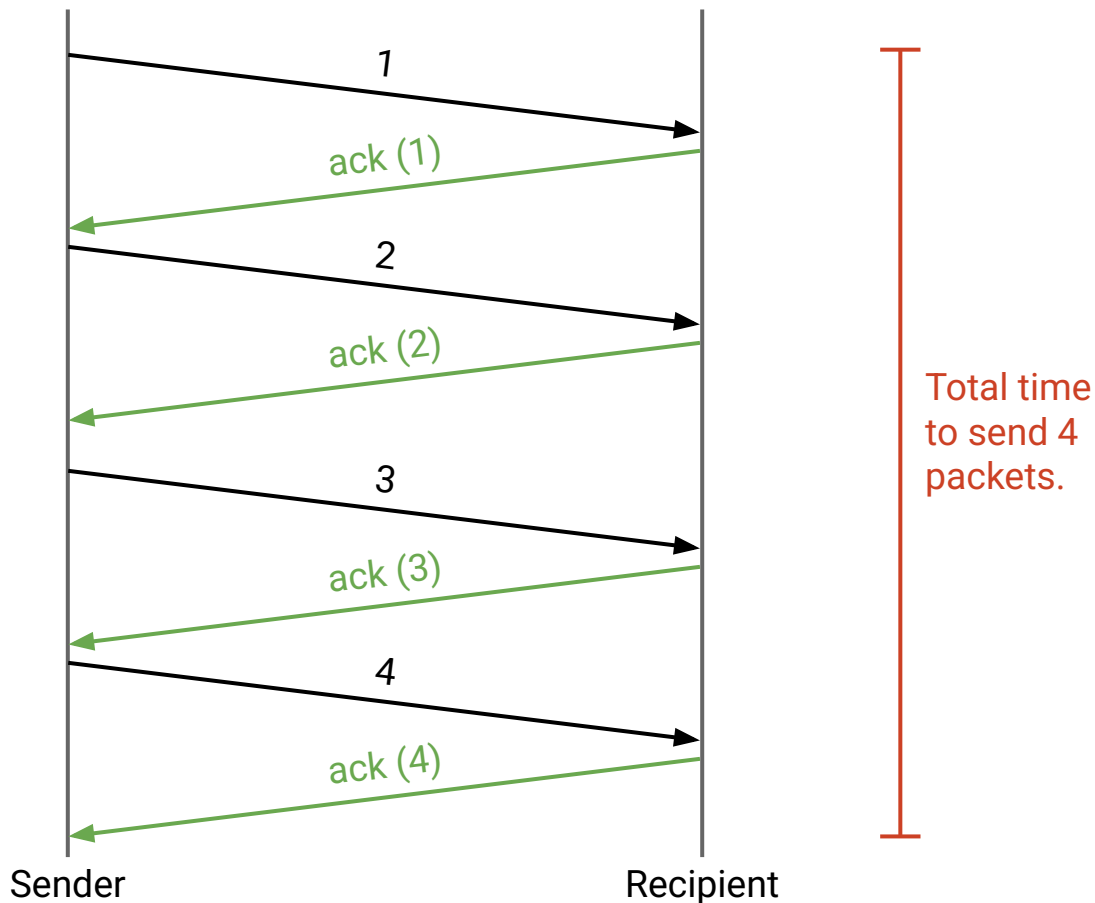 1
ack (1)
2
ack (2)
3
ack (3)
4
ack (4)
Total time
to send 4
packets.
Sender
Recipient